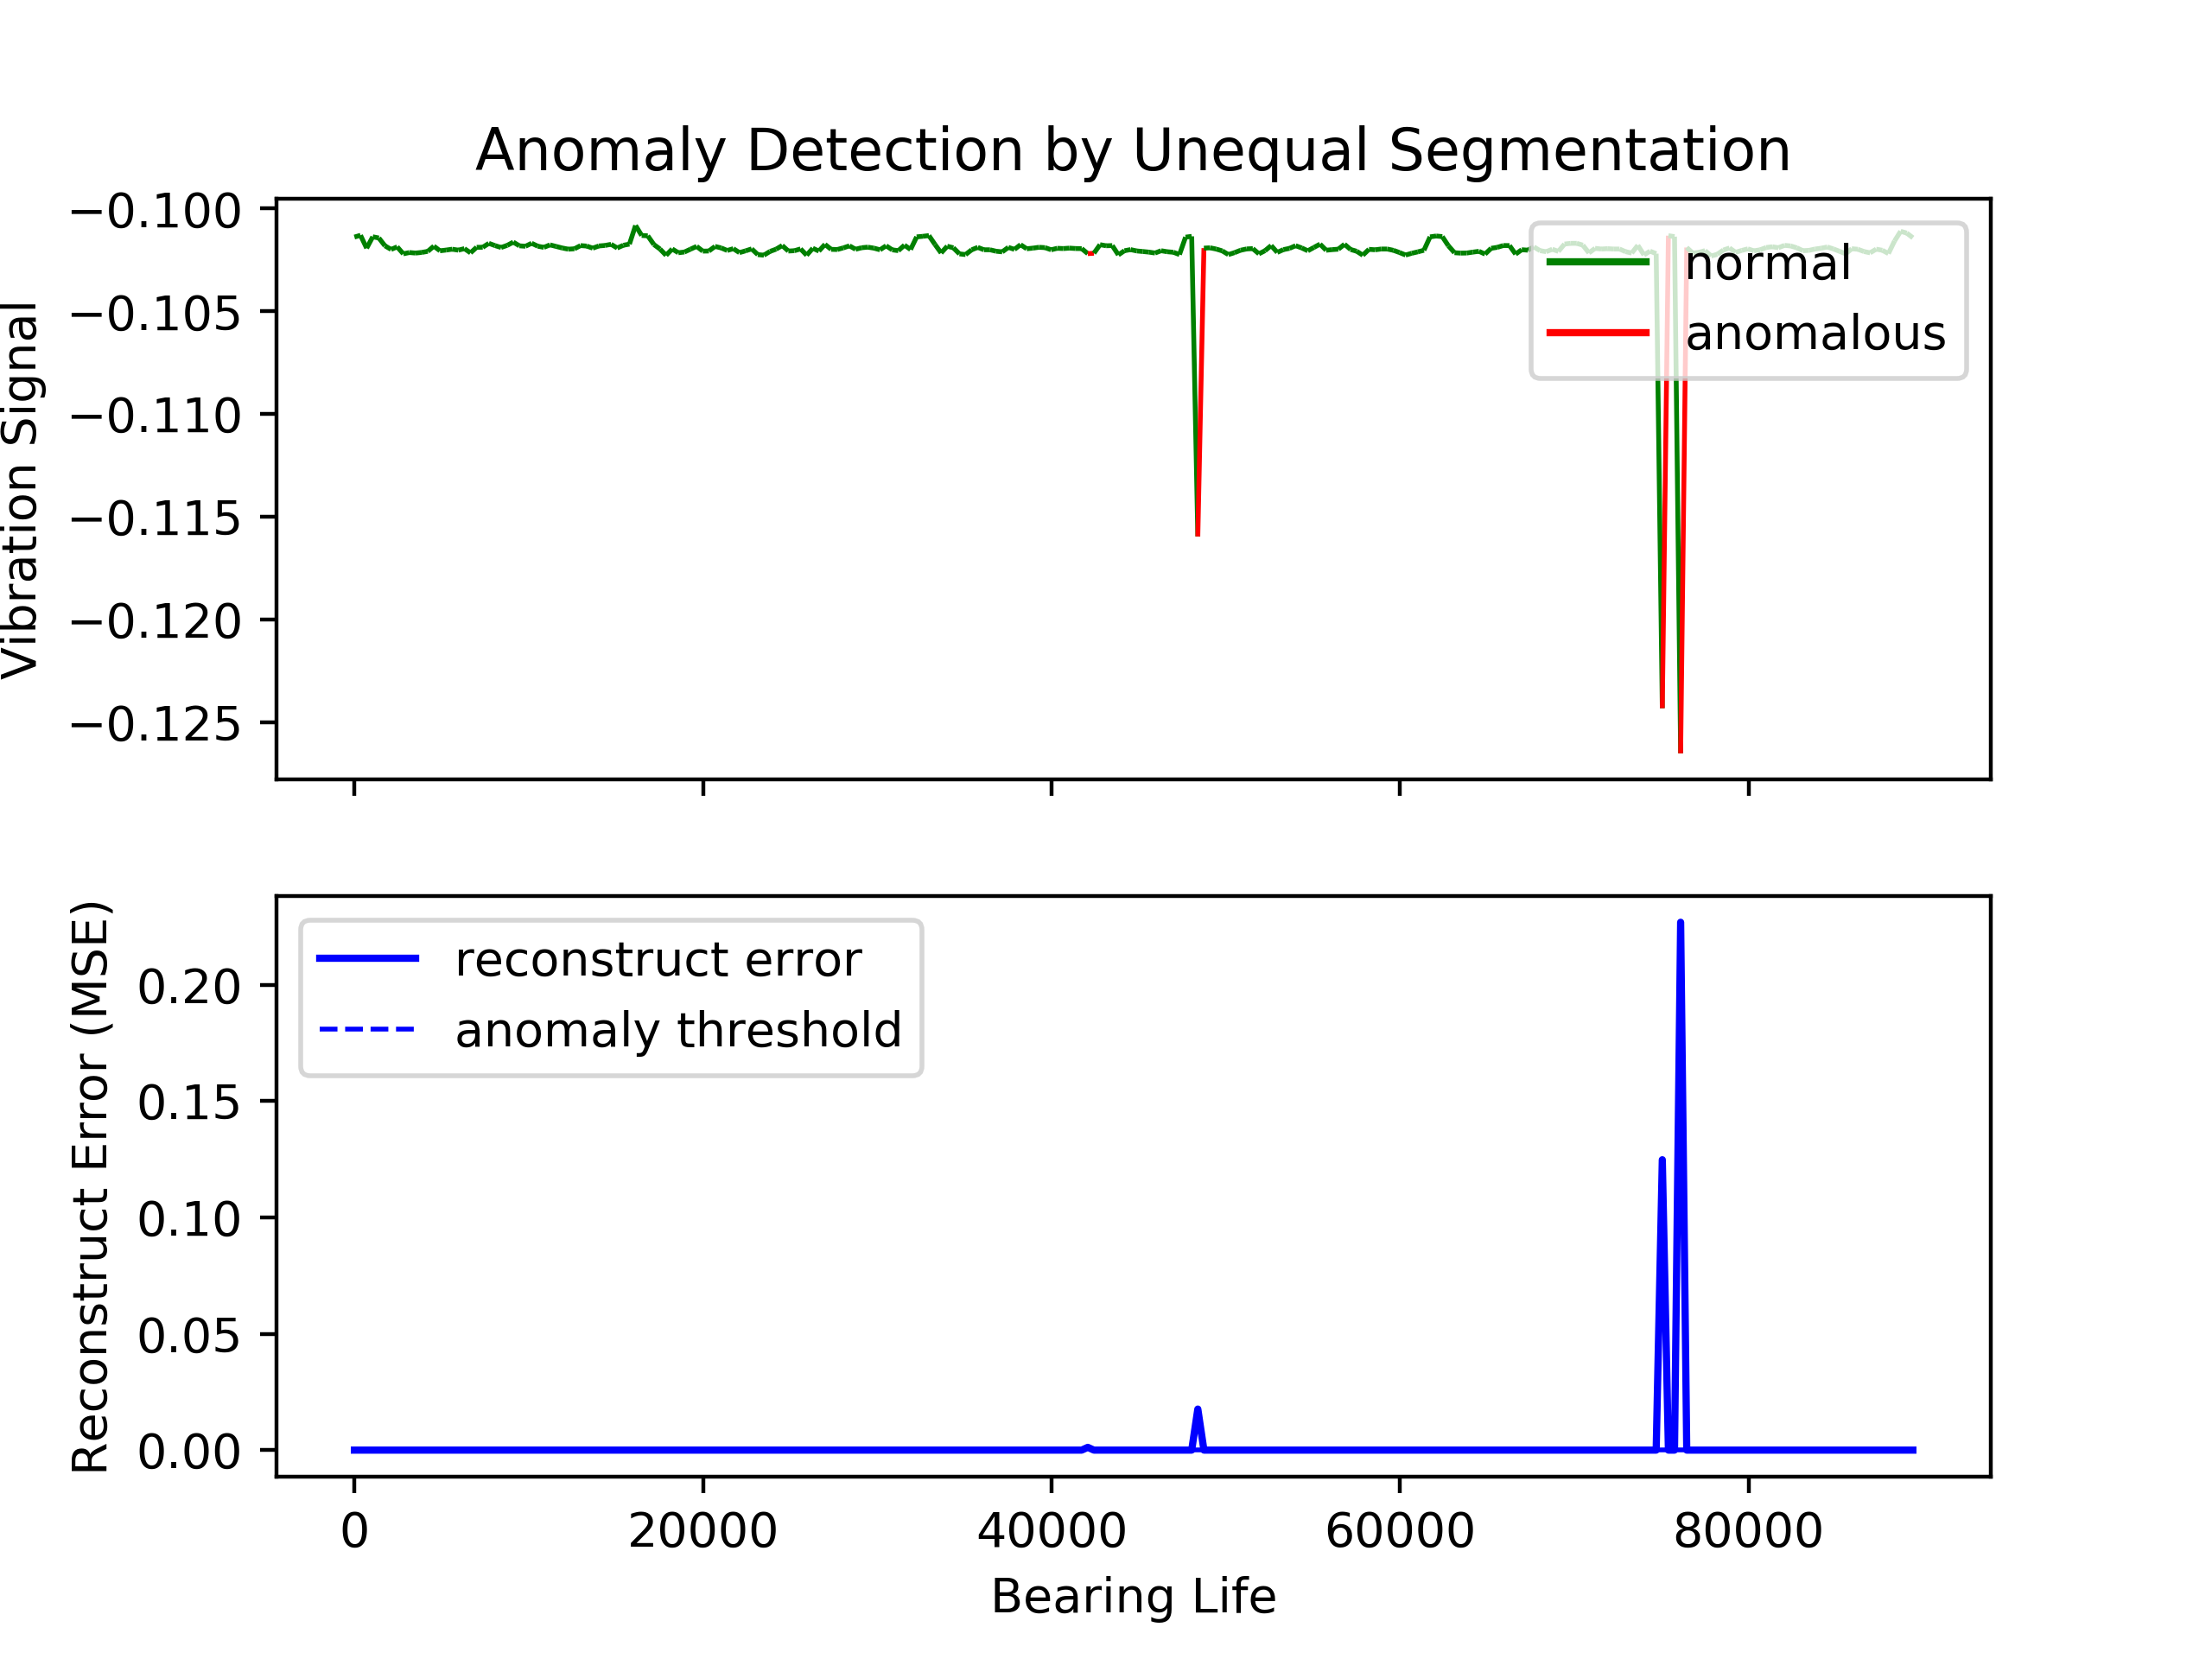 Anomaly Detection by Unequal Segmentation
Vibration Signal
−0.100
−0.105
−0.110
−0.115
−0.120
−0.125
normal
anomalous
Reconstruct Error (MSE)
0.20
0.15
0.10
0.05
0.00
reconstruct error
anomaly threshold
0 20000 40000 60000 80000
Bearing Life